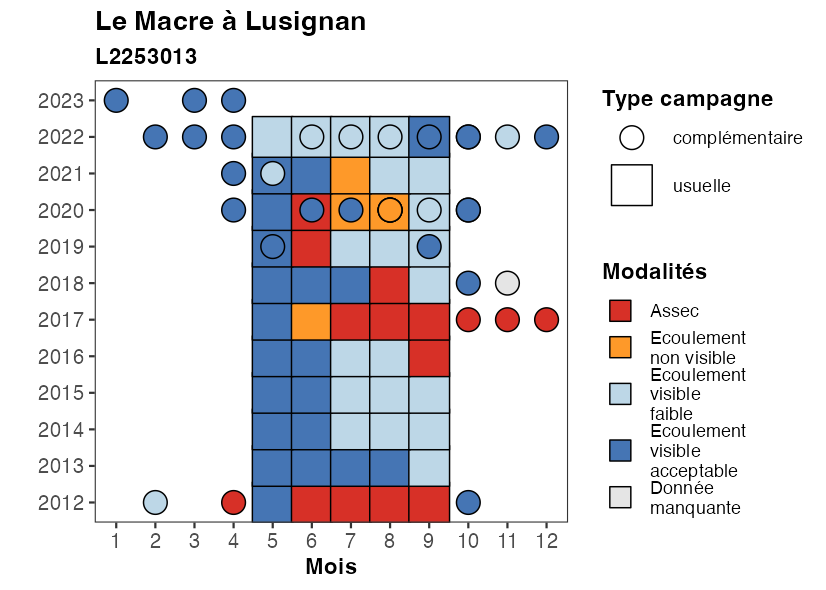 Le Macre à Lusignan
L2253013
2023
2022
2021
2020
2019
2018
2017
2016
2015
2014
2013
2012
1 2 3 4 5 6 7 8 9 10 11 12
Mois
Type campagne
complémentaire
usuelle
Modalités
Assec
Ecoulement
non visible
Ecoulement
visible
faible
Ecoulement
visible
acceptable
Donnée
manquante